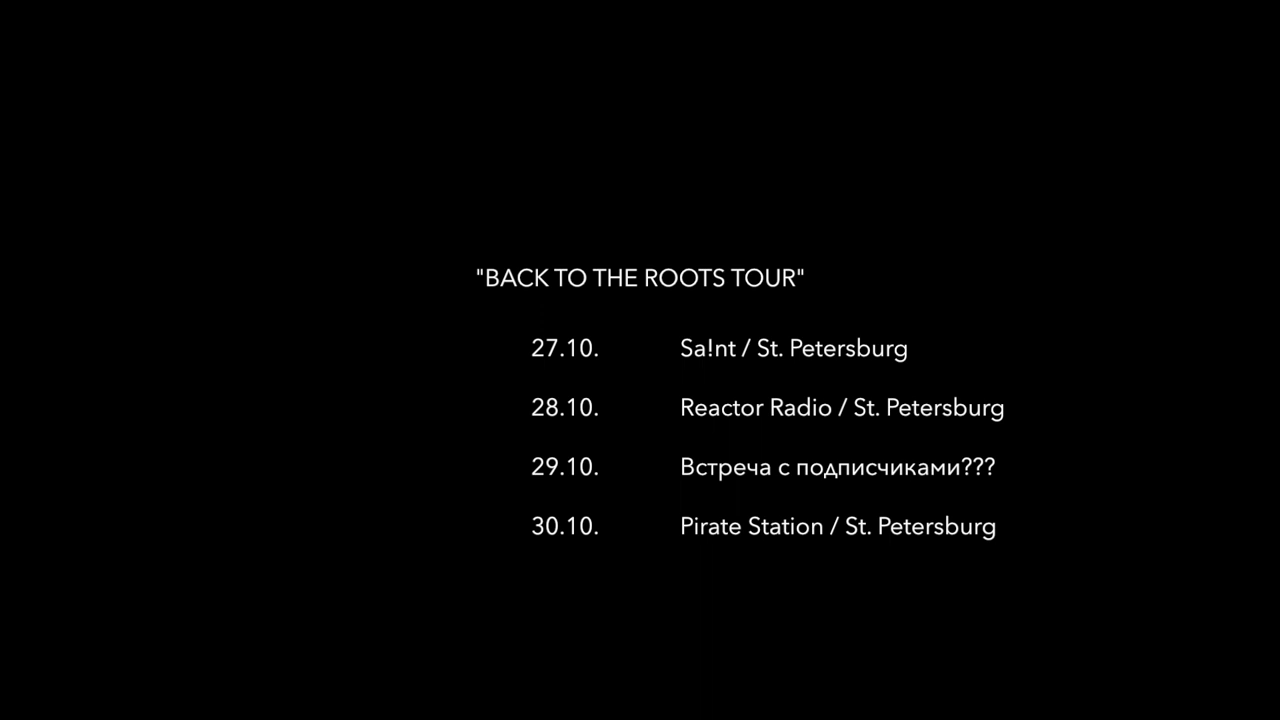 "BACK TO THE ROOTS TOUR"
27.10. Sa!nt / St. Petersburg
28.10. Reactor Radio / St. Petersburg
29.10. Встреча с подписчиками???
30.10. Pirate Station / St. Petersburg